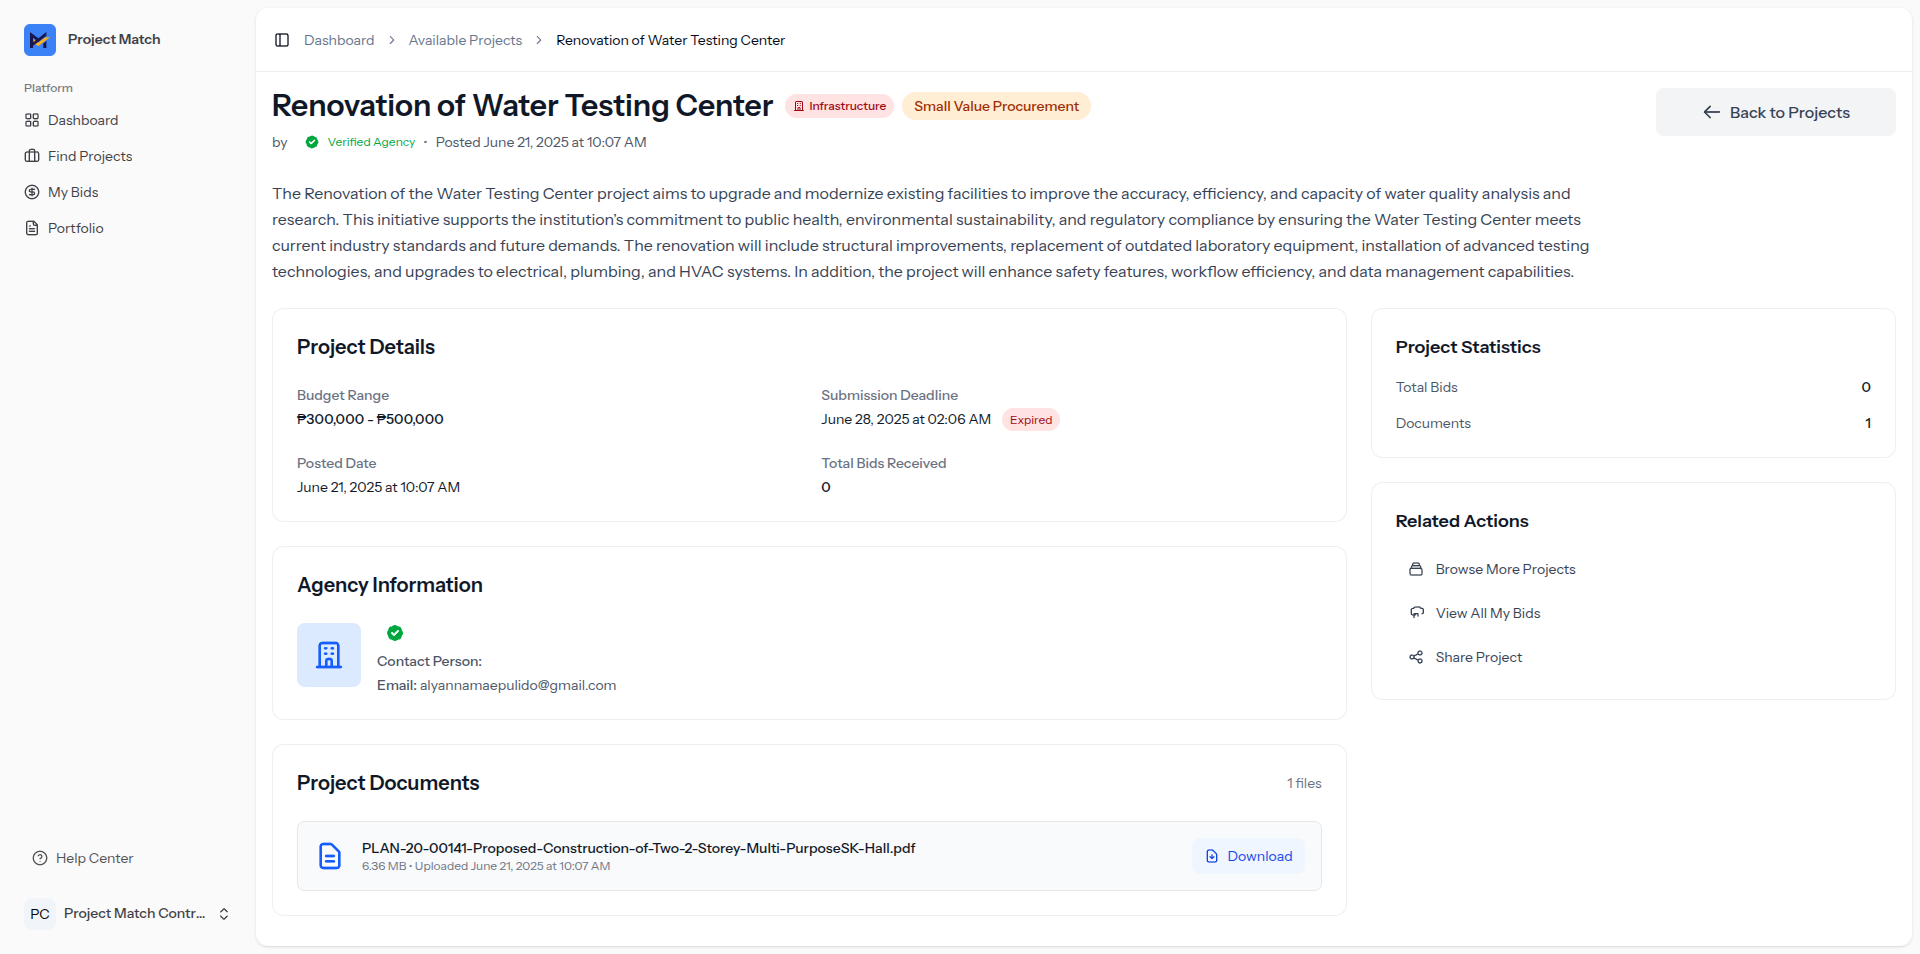 Project Match
Platform
Dashboard
Find Projects
My Bids
Portfolio
Help Center
PC Project Match Contr...
Dashboard > Available Projects > Renovation of Water Testing Center
Renovation of Water Testing Center Infrastructure Small Value Procurement
by Verified Agency • Posted June 21, 2025 at 10:07 AM
Back to Projects
The Renovation of the Water Testing Center project aims to upgrade and modernize existing facilities to improve the accuracy, efficiency, and capacity of water quality analysis and
research. This initiative supports the institution’s commitment to public health, environmental sustainability, and regulatory compliance by ensuring the Water Testing Center meets
current industry standards and future demands. The renovation will include structural improvements, replacement of outdated laboratory equipment, installation of advanced testing
technologies, and upgrades to electrical, plumbing, and HVAC systems. In addition, the project will enhance safety features, workflow efficiency, and data management capabilities.
Project Details
Budget Range
₱300,000 - ₱500,000
Submission Deadline
June 28, 2025 at 02:06 AM Expired
Posted Date
June 21, 2025 at 10:07 AM
Total Bids Received
0
Agency Information
Contact Person:
Email: alyannamaepulido@gmail.com
Project Documents
1 files
PLAN-20-00141-Proposed-Construction-of-Two-2-Storey-Multi-PurposeSK-Hall.pdf
6.36 MB • Uploaded June 21, 2025 at 10:07 AM
Download
Project Statistics
Total Bids 0
Documents 1
Related Actions
Browse More Projects
View All My Bids
Share Project